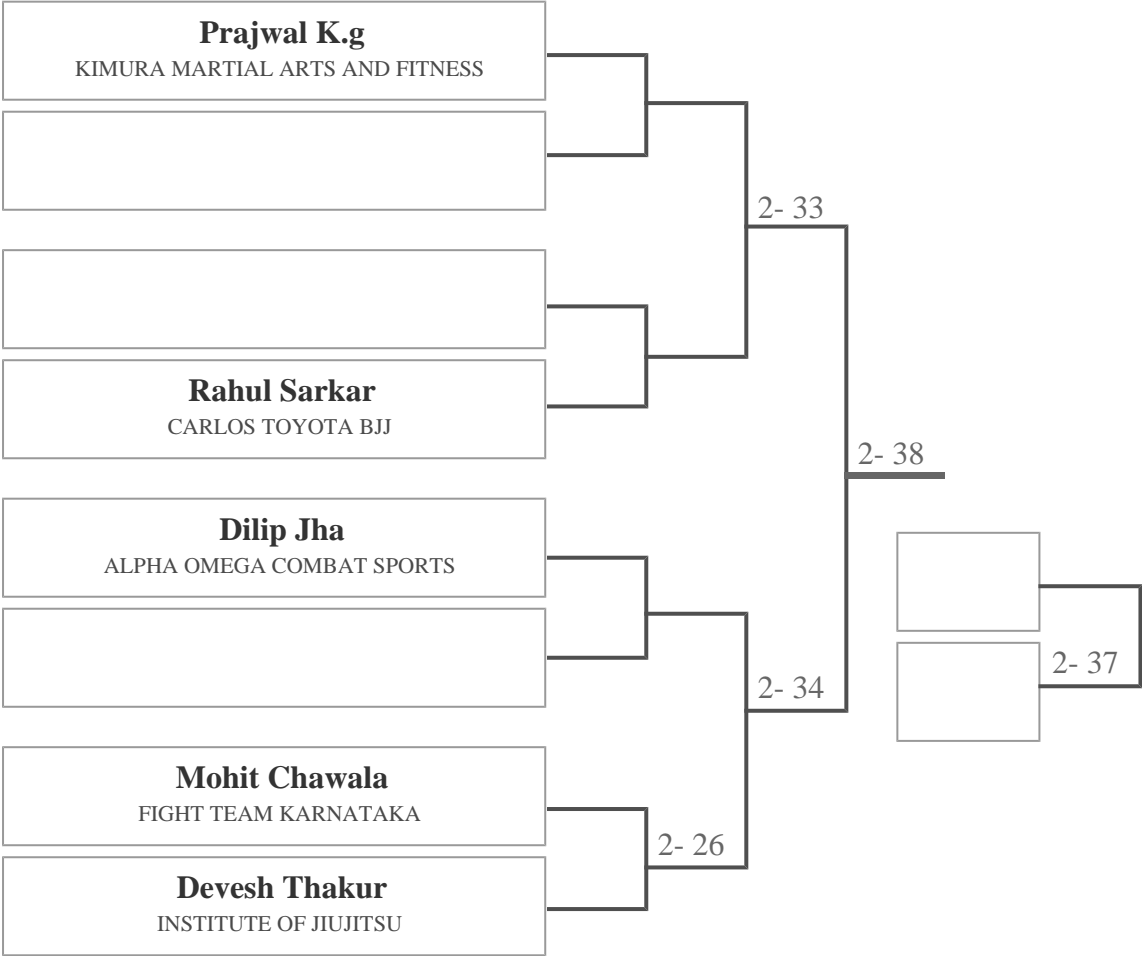 Prajwal K.g
KIMURA MARTIAL ARTS AND FITNESS
2- 33
Rahul Sarkar
CARLOS TOYOTA BJJ
2- 38
Dilip Jha
ALPHA OMEGA COMBAT SPORTS
2- 37
2- 34
Mohit Chawala
FIGHT TEAM KARNATAKA
2- 26
Devesh Thakur
INSTITUTE OF JIUJITSU